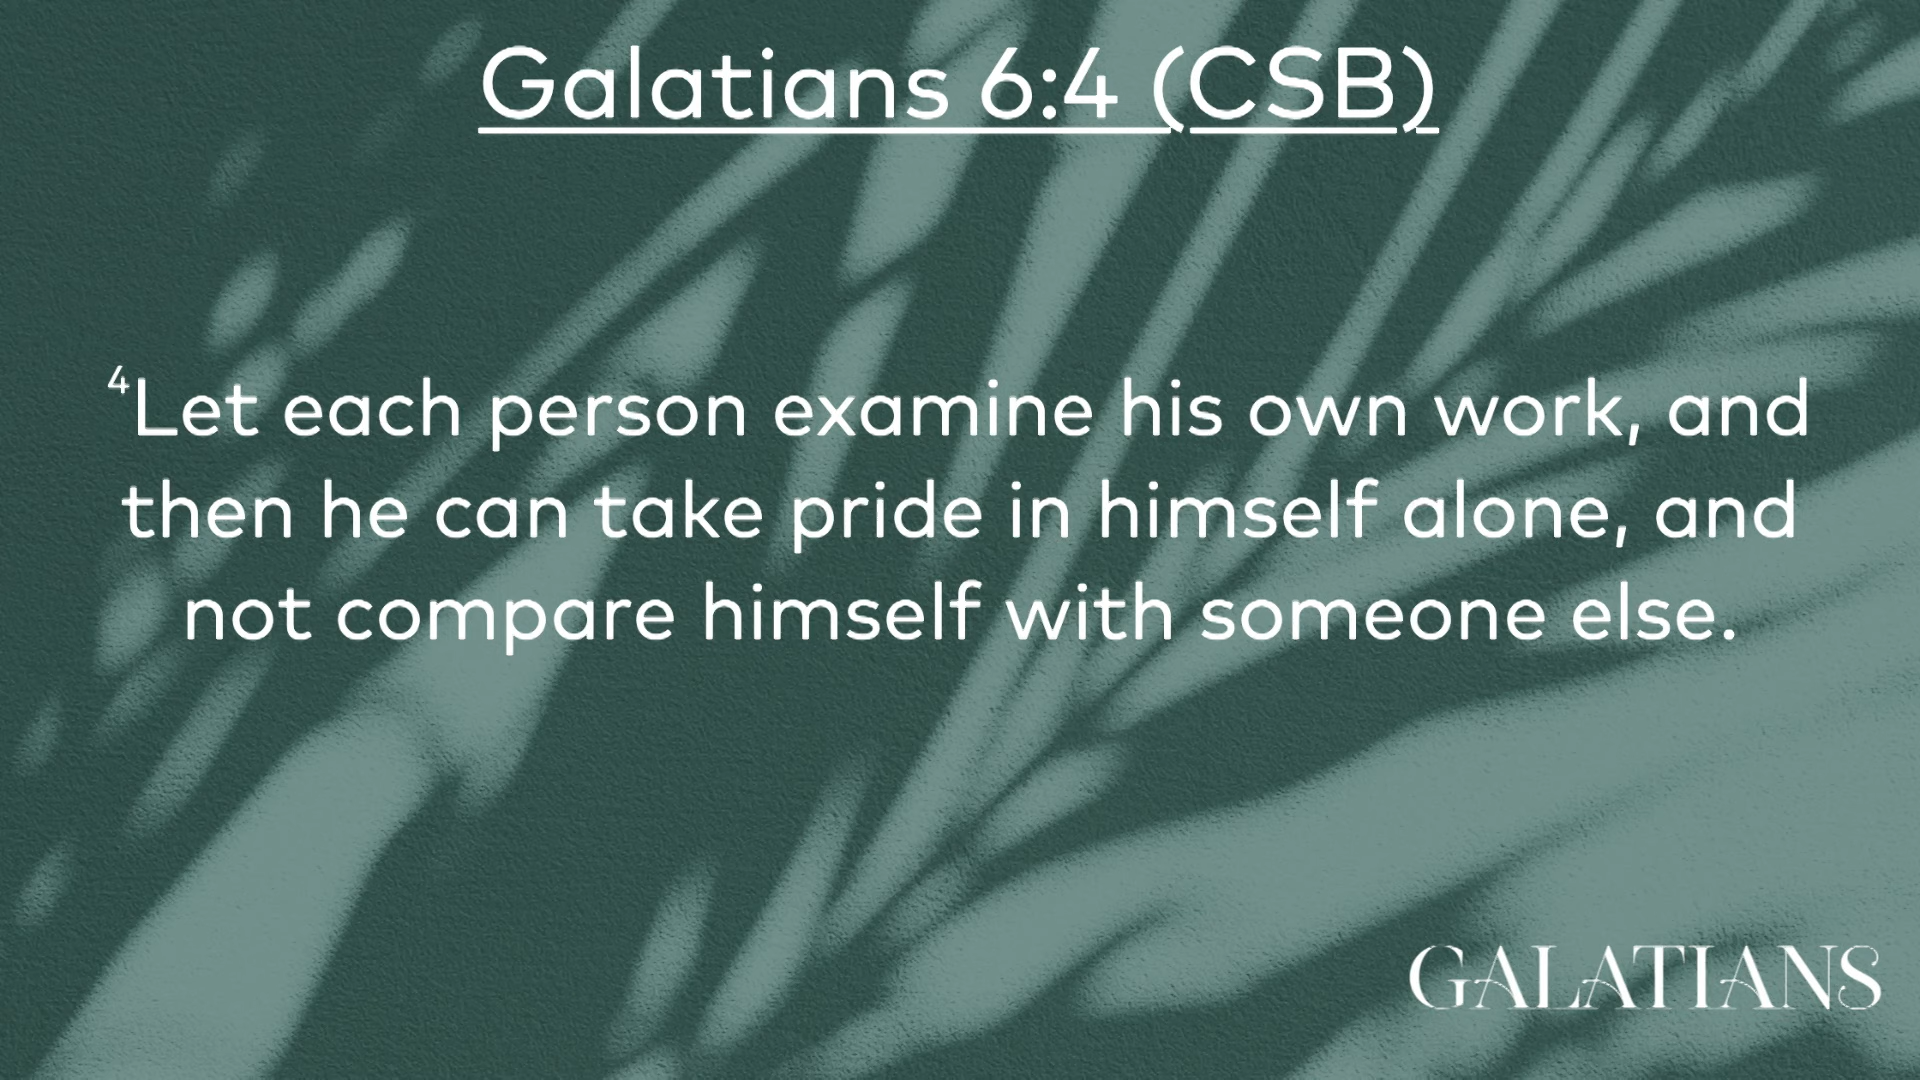 Galatians 6:4 (CSB)
4Let each person examine his own work, and
then he can take pride in himself alone, and
not compare himself with someone else.
GALATIANS